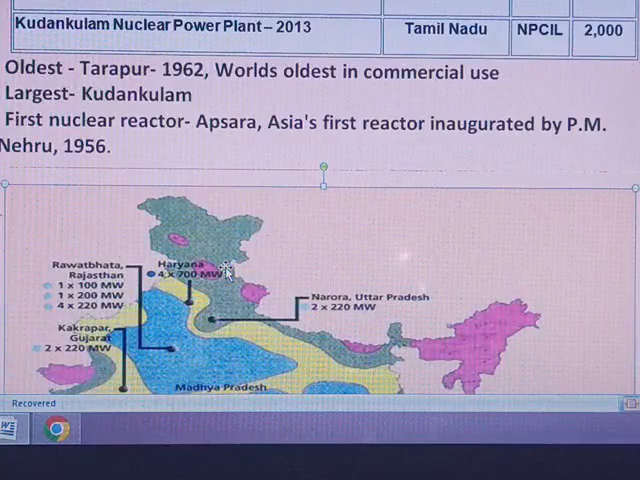 Kudankulam Nuclear Power Plant – 2013 Tamil Nadu NPCIL 2,000
Oldest - Tarapur- 1962, Worlds oldest in commercial use
Largest- Kudankulam
First nuclear reactor- Apsara, Asia's first reactor inaugurated by P.M.
Nehru, 1956.
Rawatbhata,
Rajasthan
1 x 100 MW
1 x 200 MW
4 x 220 MW
Haryana
4 x 700 MW
Narora, Uttar Pradesh
2 x 220 MW
Kakrapar,
Gujarat
2 x 220 MW
Madhya Pradesh
Recovered
W